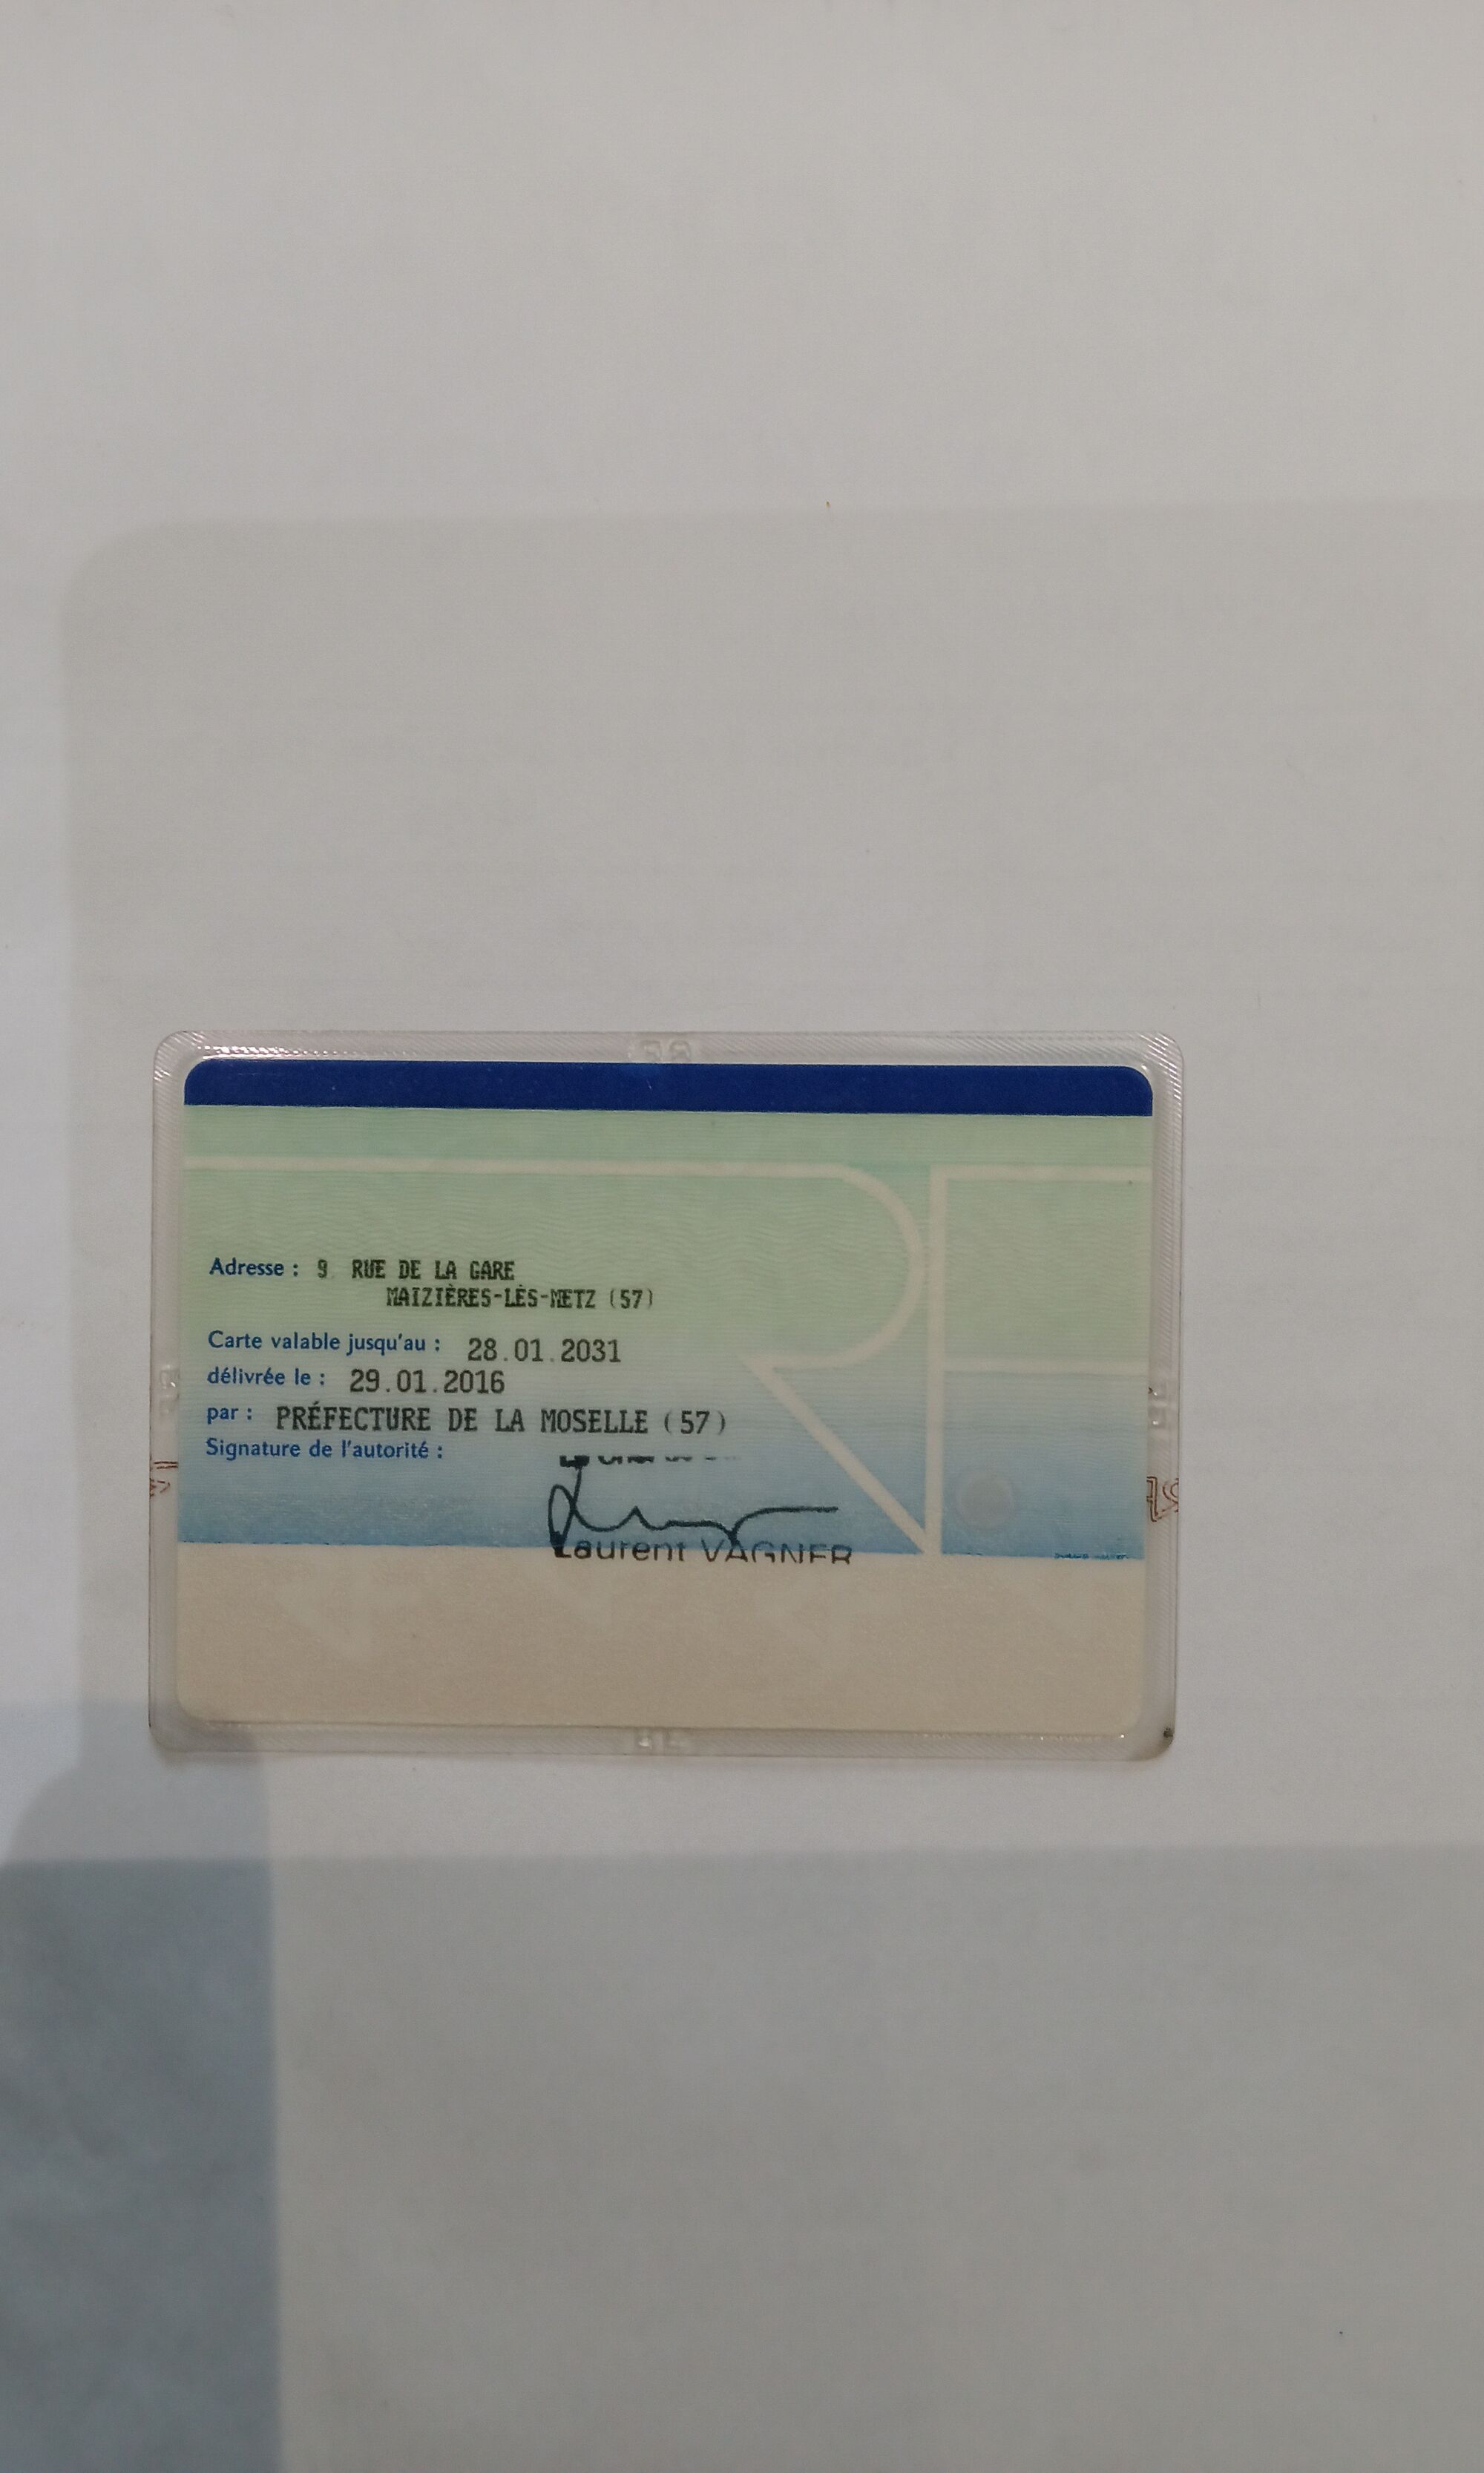 Adresse : 9 RUE DE LA GARE
MAIZIÈRES-LÈS-METZ (57)
Carte valable jusqu'au : 28.01.2031
délivrée le : 29.01.2016
par : PRÉFECTURE DE LA MOSELLE (57)
Signature de l'autorité :
Laurent VAGNER